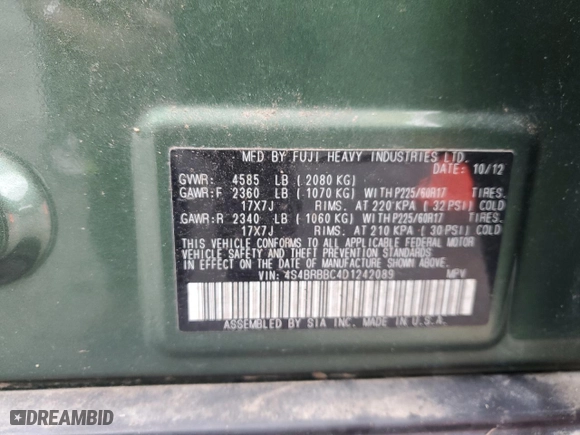 MFD BY FUJI HEAVY INDUSTRIES LTD.
DATE: 10/12
GVWR: 4585 LB ( 2080 KG)
GAWR:F 2360 LB ( 1070 KG) WITH P225/60R17 TIRES.
17X7J RIMS. AT 220 KPA ( 32 PSI) COLD
GAWR:R 2340 LB ( 1060 KG) WITH P225/60R17 TIRES.
17X7J RIMS. AT 210 KPA ( 30 PSI) COLD
THIS VEHICLE CONFORMS TO ALL APPLICABLE FEDERAL MOTOR
VEHICLE SAFETY AND THEFT PREVENTION STANDARDS
IN EFFECT ON THE DATE OF MANUFACTURE SHOWN ABOVE.
VIN: 4S4BRBBC4D1242089 MPV
ASSEMBLED BY SIA INC. MADE IN U.S.A.
DREAMBID